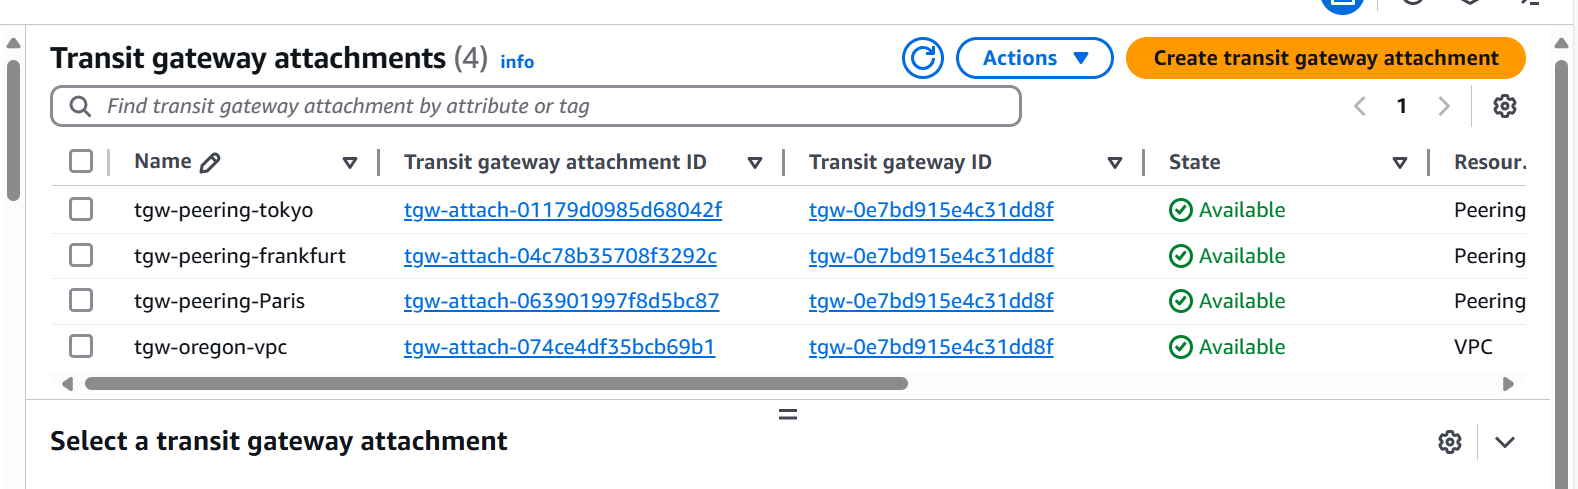 Transit gateway attachments (4) info
Actions
Create transit gateway attachment
Find transit gateway attachment by attribute or tag
1
Name Transit gateway attachment ID Transit gateway ID State Resour.
tgw-peering-tokyo tgw-attach-01179d0985d68042f tgw-0e7bd915e4c31dd8f Available Peering
tgw-peering-frankfurt tgw-attach-04c78b35708f3292c tgw-0e7bd915e4c31dd8f Available Peering
tgw-peering-Paris tgw-attach-063901997f8d5bc87 tgw-0e7bd915e4c31dd8f Available Peering
tgw-oregon-vpc tgw-attach-074ce4df35bcb69b1 tgw-0e7bd915e4c31dd8f Available VPC
Select a transit gateway attachment